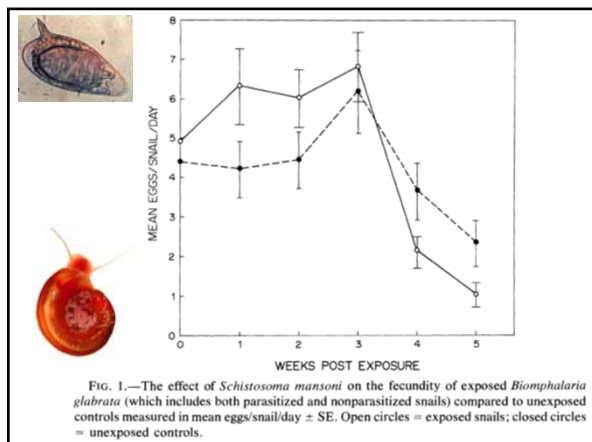 8
7
6
5
4
3
2
1
0
MEAN EGGS/SNAIL/DAY
0 1 2 3 4 5
WEEKS POST EXPOSURE
FIG. 1.—The effect of Schistosoma mansoni on the fecundity of exposed Biomphalaria
glabrata (which includes both parasitized and nonparasitized snails) compared to unexposed
controls measured in mean eggs/snail/day ± SE. Open circles = exposed snails; closed circles
= unexposed controls.